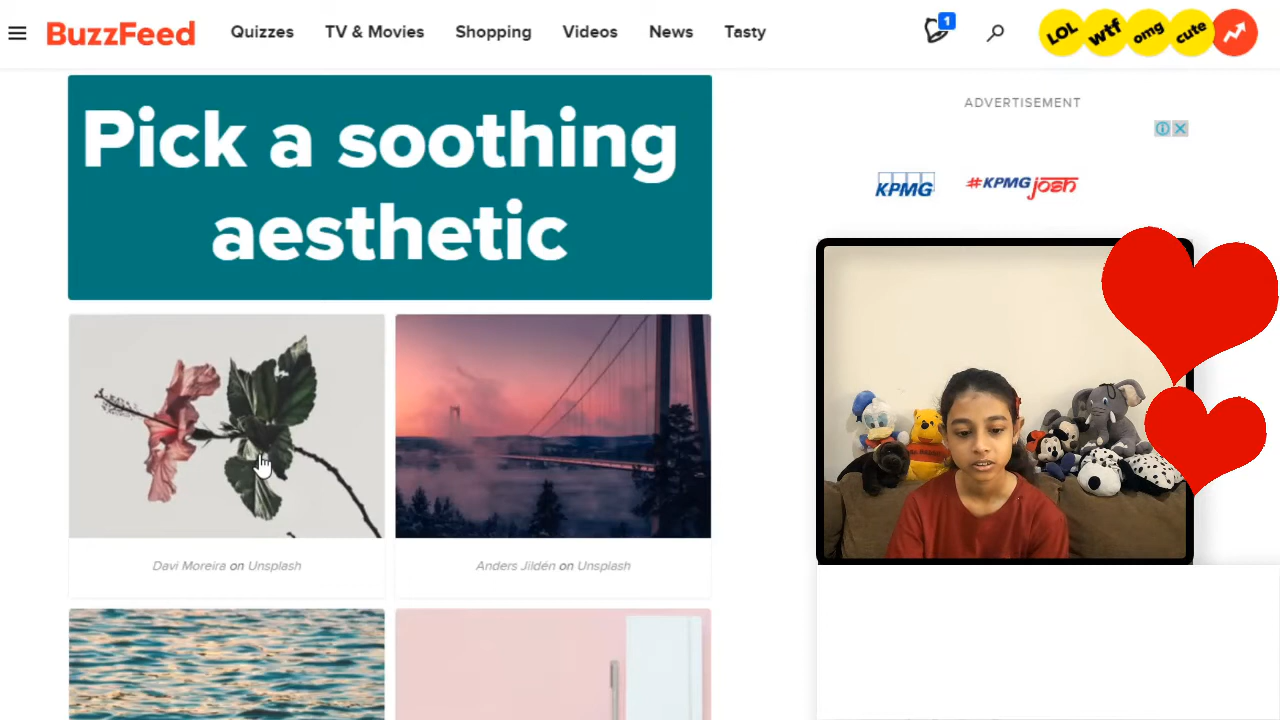 BuzzFeed Quizzes TV & Movies Shopping Videos News Tasty 1 LOL wtf omg cute
Pick a soothing
aesthetic
Davi Moreira on Unsplash
Anders Jildén on Unsplash
ADVERTISEMENT
KPMG #KPMG josh